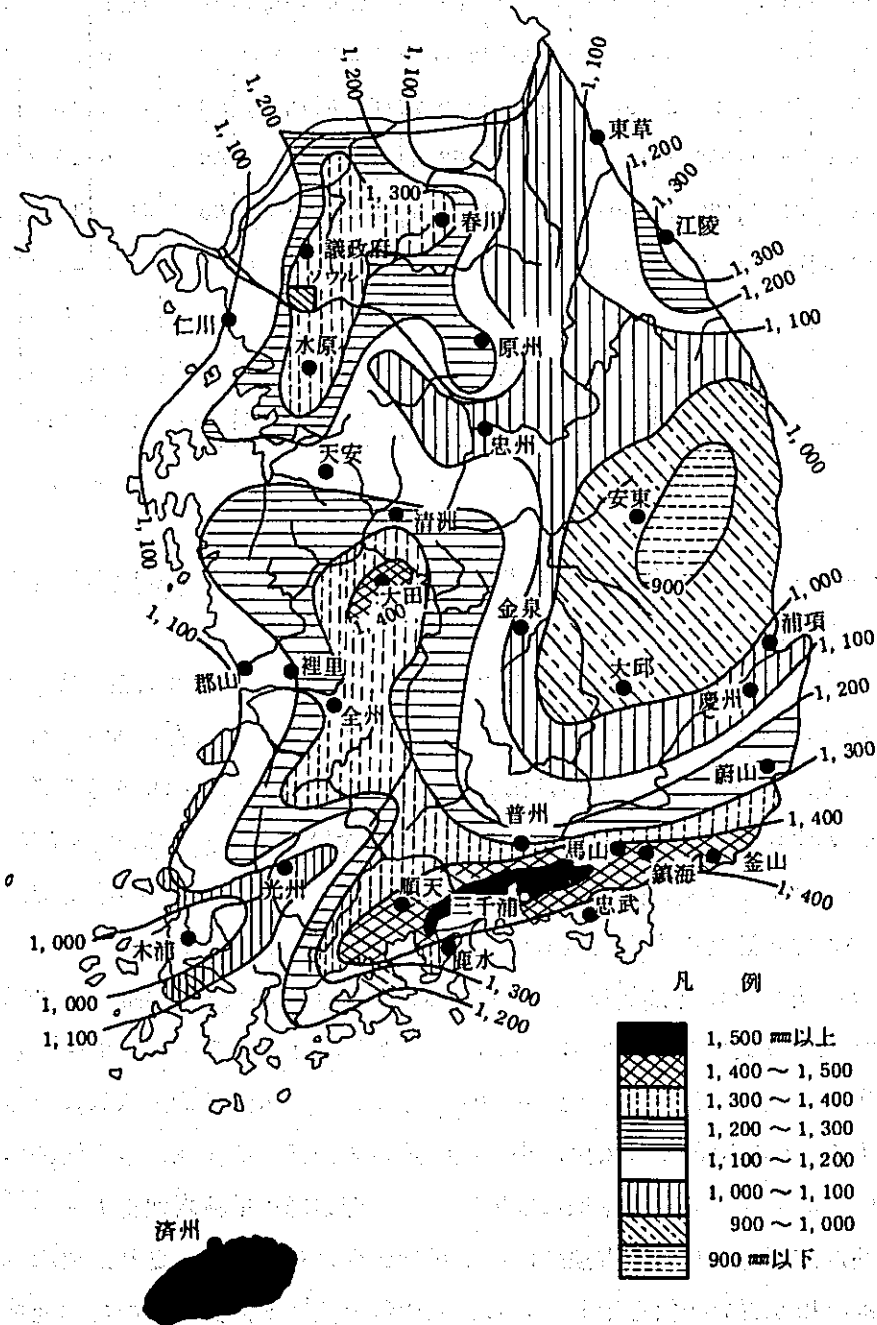 1,100
1,200
1,200
1,100
1,100
1,300
東草
1,200
1,300
江陵
春川
議政府
ソウル
1,300
1,200
1,100
仁川
水原
原州
忠州
天安
1,000
清洲
安東
1,100
大田
1,400
金泉
900
1,000
浦項
1,100
1,100
郡山
裡里
大邱
慶州
1,200
全州
1,300
蔚山
普州
1,400
馬山
鎮海
釜山
1,400
光州
順天
三千浦
忠武
1,000
木浦
鹿水
1,000
1,300
1,200
1,100
凡例
1,500 ㎜以上
1,400～1,500
1,300～1,400
1,200～1,300
1,100～1,200
1,000～1,100
900～1,000
900 ㎜以下
済州